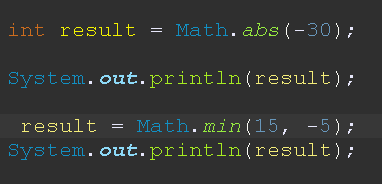 int result = Math.abs(-30);
System.out.println(result);
result = Math.min(15, -5);
System.out.println(result);